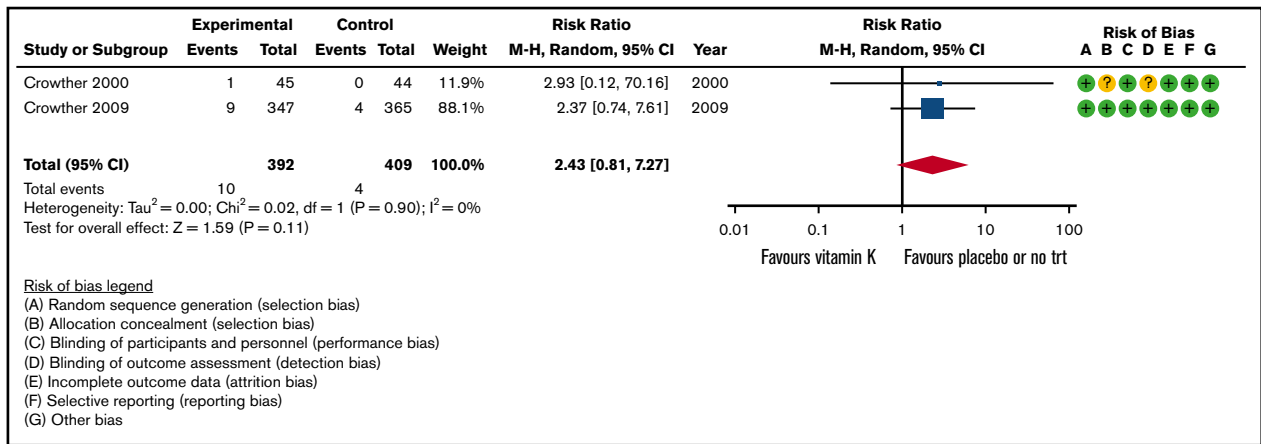 Experimental Control Risk Ratio Risk Ratio Risk of Bias
Study or Subgroup Events Total Events Total Weight M-H, Random, 95% CI Year M-H, Random, 95% CI A B C D E F G
Crowther 2000 1 45 0 44 11.9% 2.93 [0.12, 70.16] 2000 + ? + ? + + +
Crowther 2009 9 347 4 365 88.1% 2.37 [0.74, 7.61] 2009 + + + + + + +
Total (95% CI) 392 409 100.0% 2.43 [0.81, 7.27]
Total events 10 4
Heterogeneity: Tau² = 0.00; Chi² = 0.02, df = 1 (P = 0.90); I² = 0%
Test for overall effect: Z = 1.59 (P = 0.11)
0.01 0.1 1 10 100
Favours vitamin K Favours placebo or no trt
Risk of bias legend
(A) Random sequence generation (selection bias)
(B) Allocation concealment (selection bias)
(C) Blinding of participants and personnel (performance bias)
(D) Blinding of outcome assessment (detection bias)
(E) Incomplete outcome data (attrition bias)
(F) Selective reporting (reporting bias)
(G) Other bias